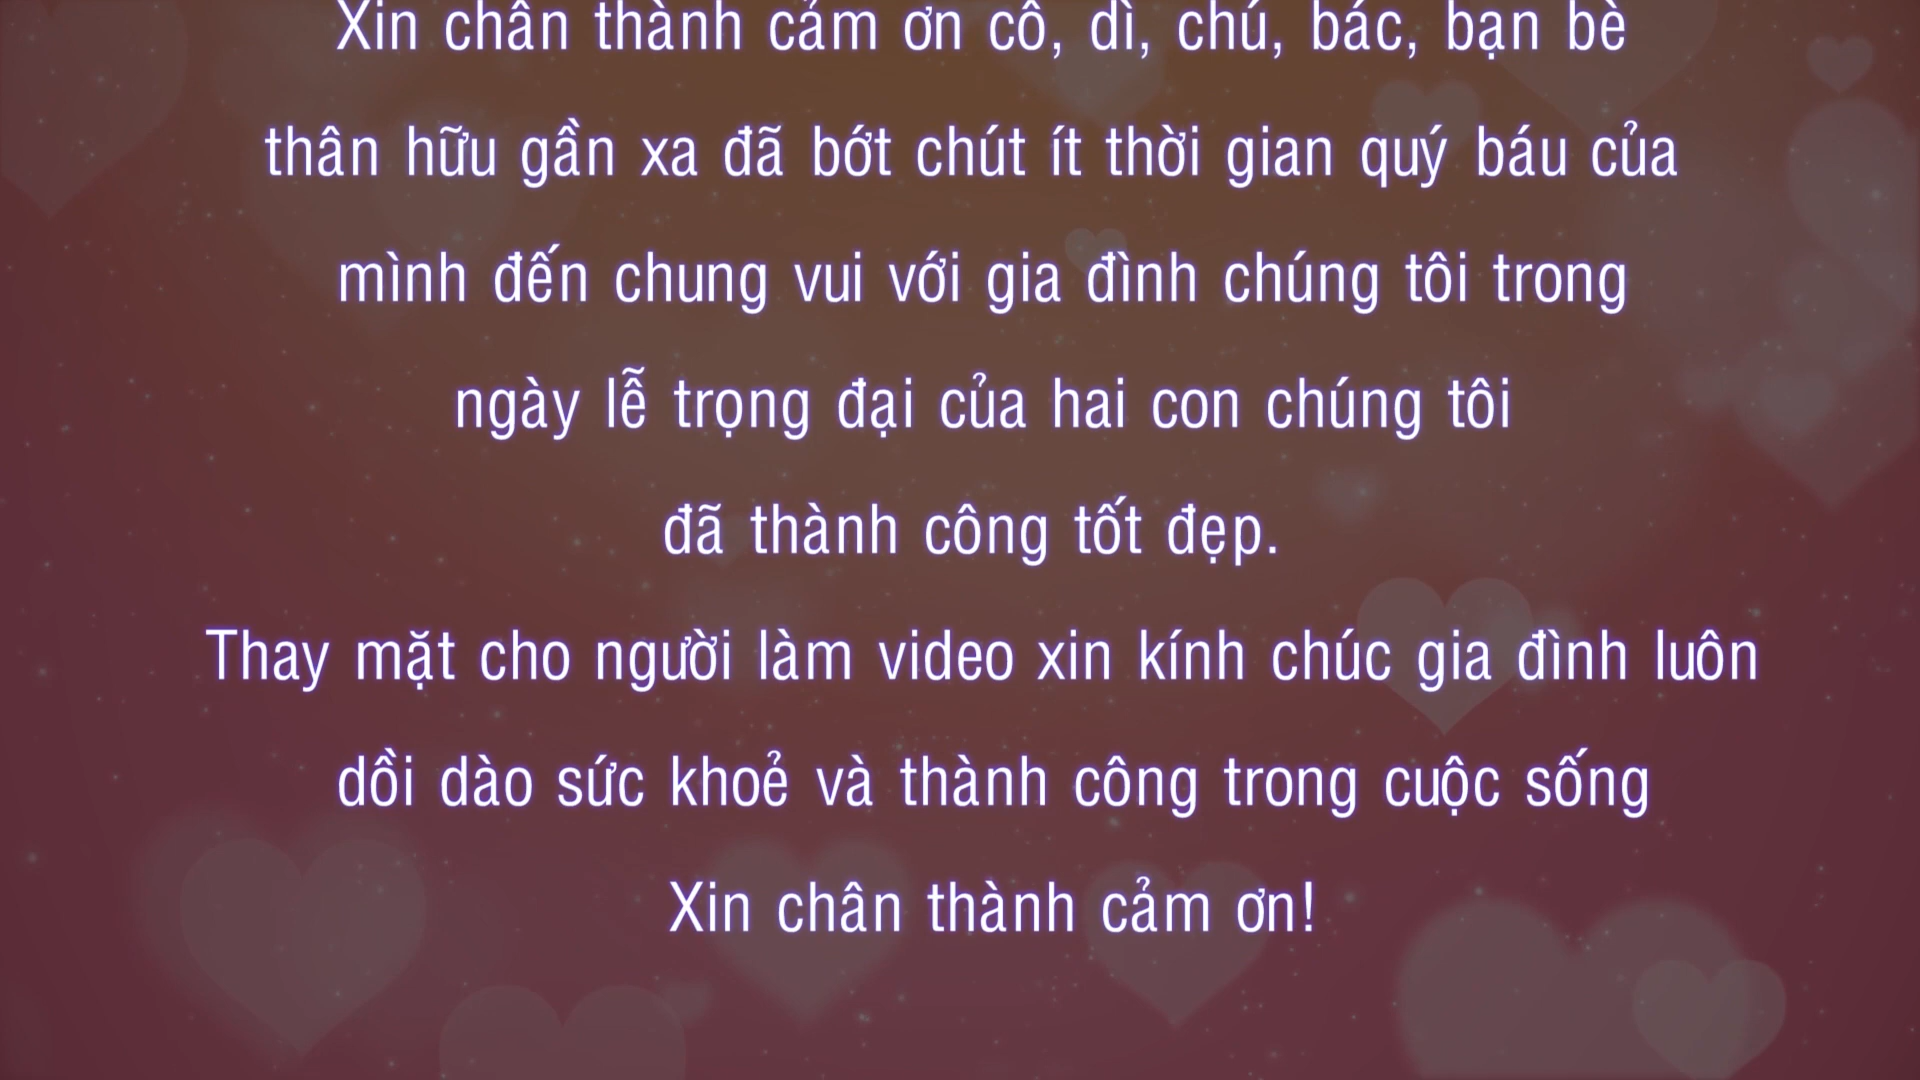 Xin chân thành cảm ơn cô, dì, chú, bác, bạn bè
thân hữu gần xa đã bớt chút ít thời gian quý báu của
mình đến chung vui với gia đình chúng tôi trong
ngày lễ trọng đại của hai con chúng tôi
đã thành công tốt đẹp.
Thay mặt cho người làm video xin kính chúc gia đình luôn
dồi dào sức khoẻ và thành công trong cuộc sống
Xin chân thành cảm ơn!